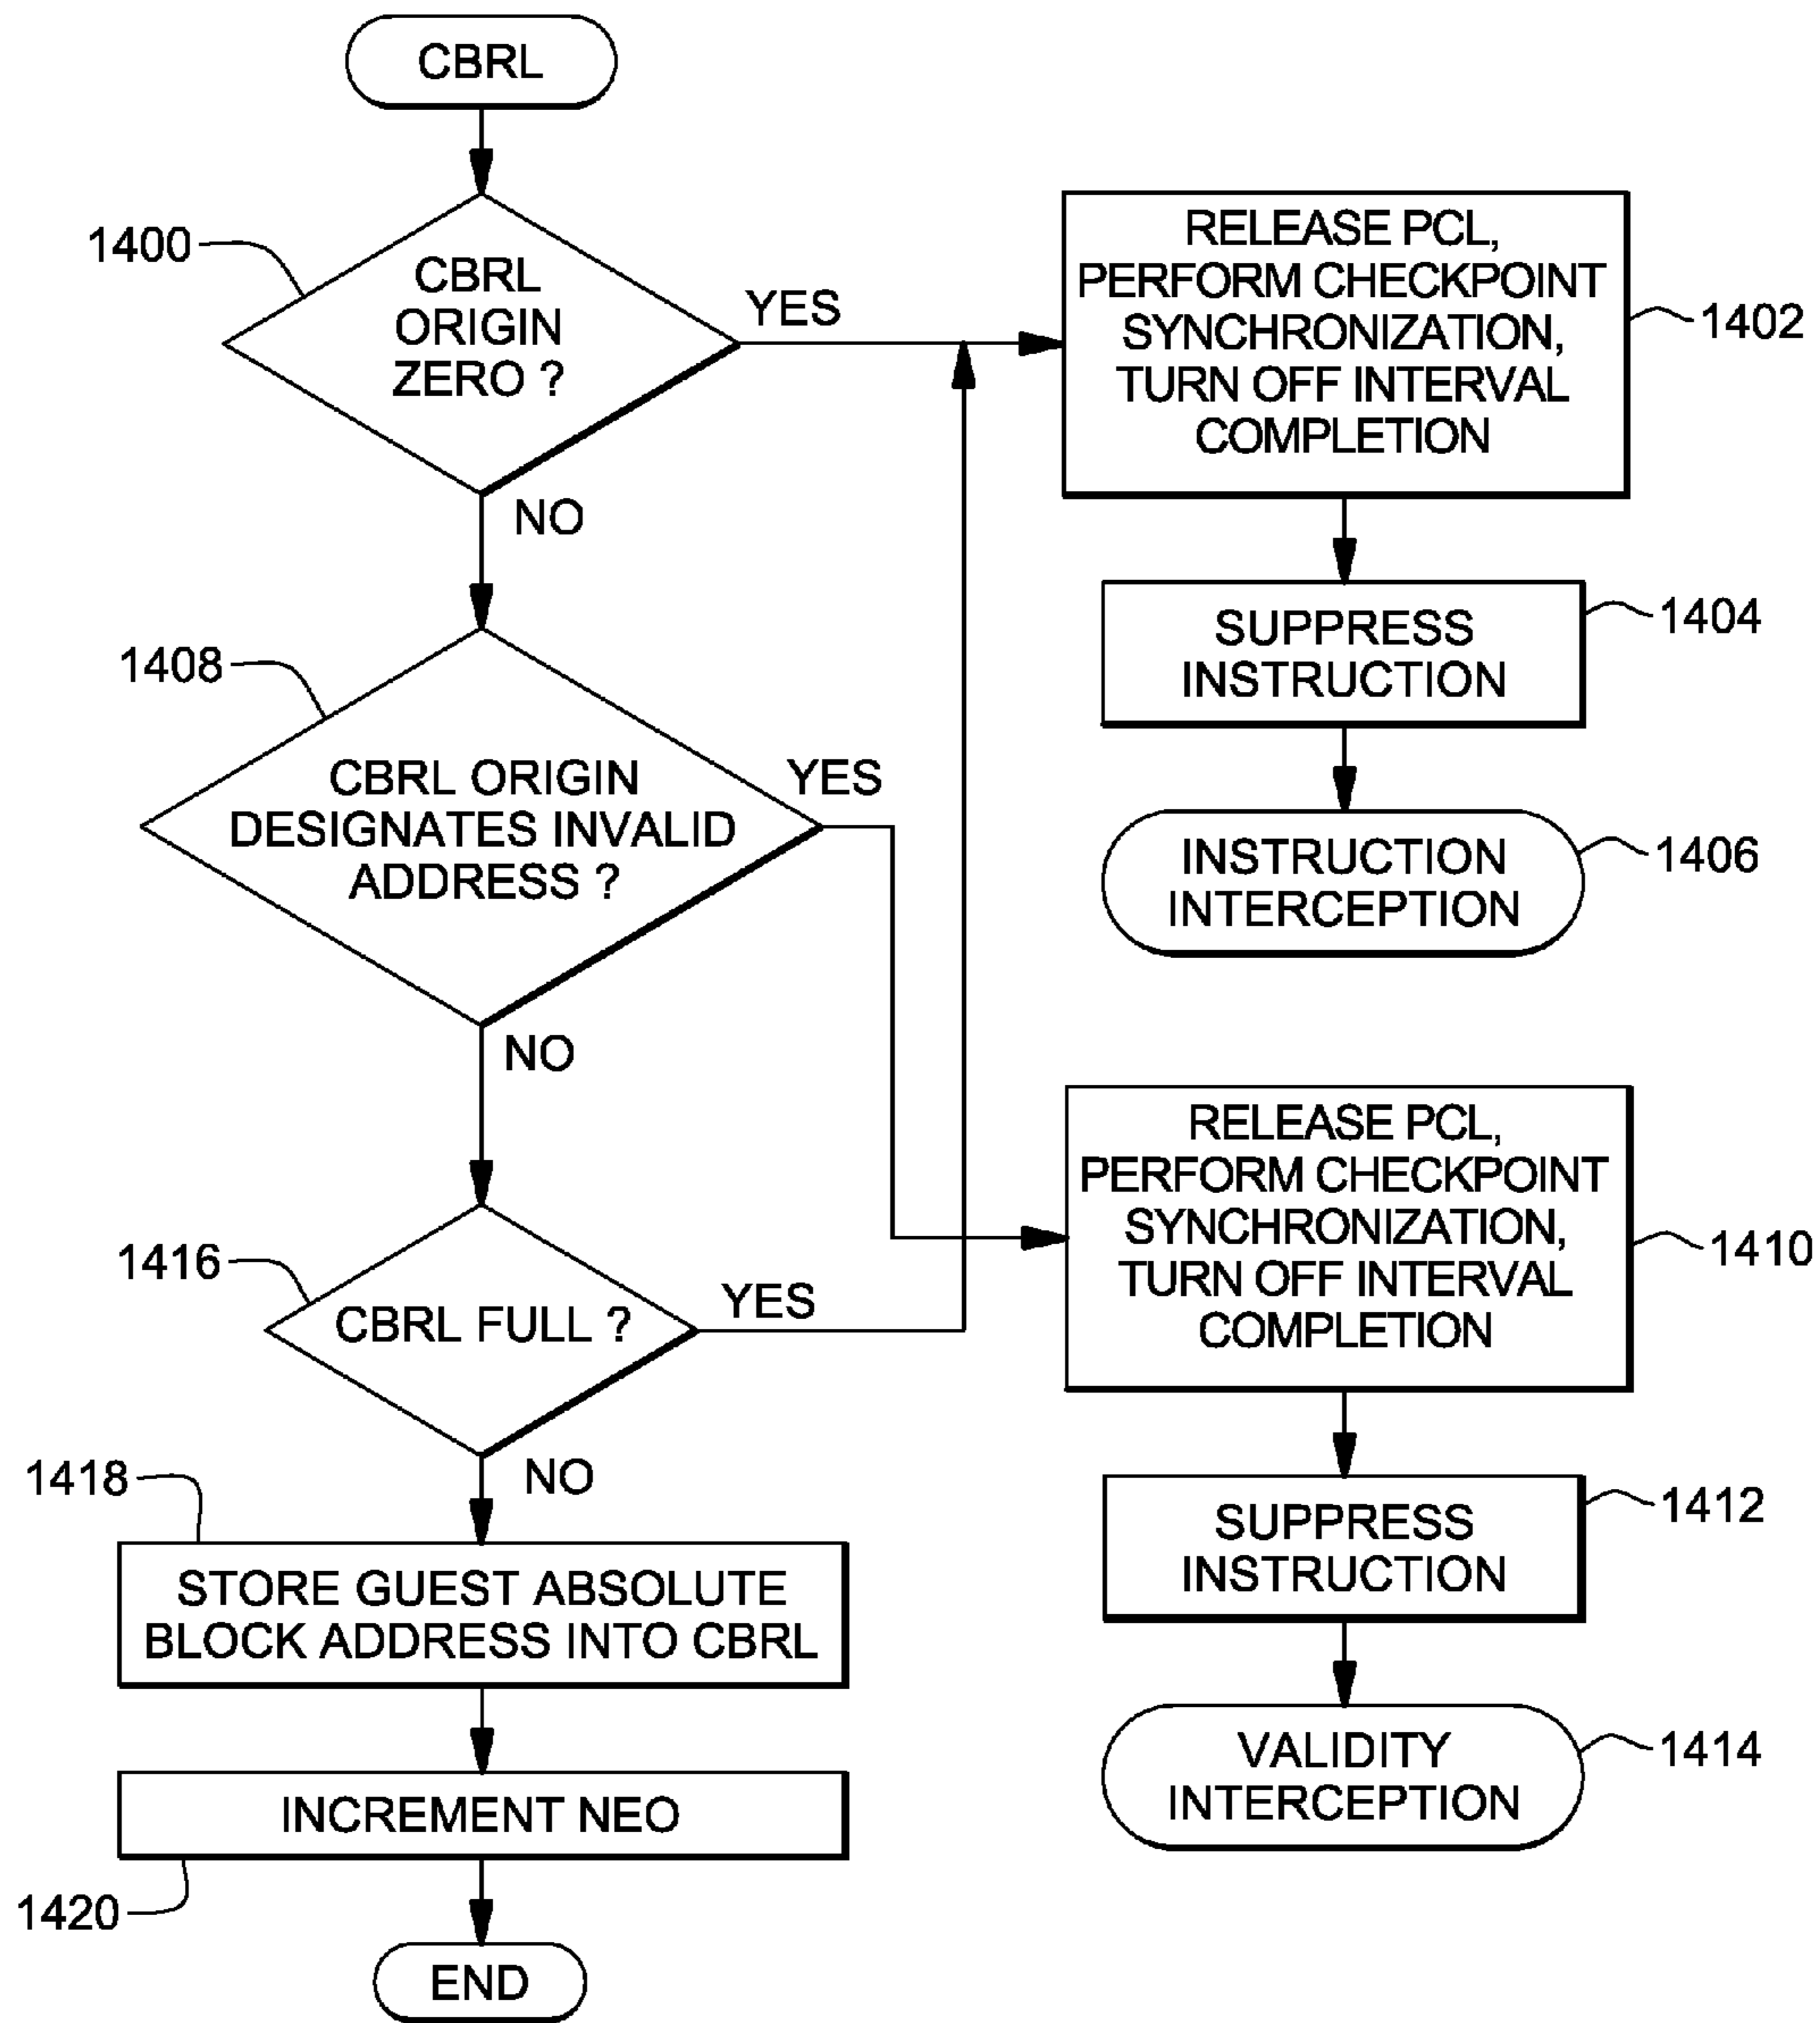 CBRL
1400
CBRL
ORIGIN
ZERO ?
YES
NO
RELEASE PCL,
PERFORM CHECKPOINT
SYNCHRONIZATION,
TURN OFF INTERVAL
COMPLETION
1402
SUPPRESS
INSTRUCTION
1404
INSTRUCTION
INTERCEPTION
1406
1408
CBRL ORIGIN
DESIGNATES INVALID
ADDRESS ?
YES
NO
RELEASE PCL,
PERFORM CHECKPOINT
SYNCHRONIZATION,
TURN OFF INTERVAL
COMPLETION
1410
SUPPRESS
INSTRUCTION
1412
VALIDITY
INTERCEPTION
1414
1416
CBRL FULL ?
YES
NO
1418
STORE GUEST ABSOLUTE
BLOCK ADDRESS INTO CBRL
INCREMENT NEO
1420
END